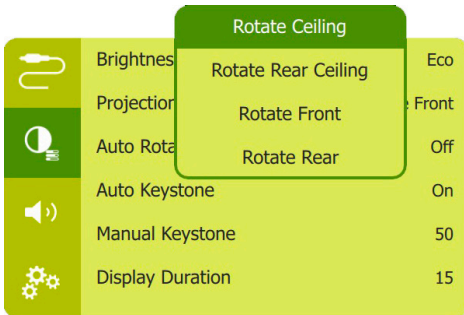 Rotate Ceiling
Rotate Rear Ceiling
Rotate Front
Rotate Rear
Brightnes
Eco
Projection
Front
Auto Rota
Off
Auto Keystone
On
Manual Keystone
50
Display Duration
15